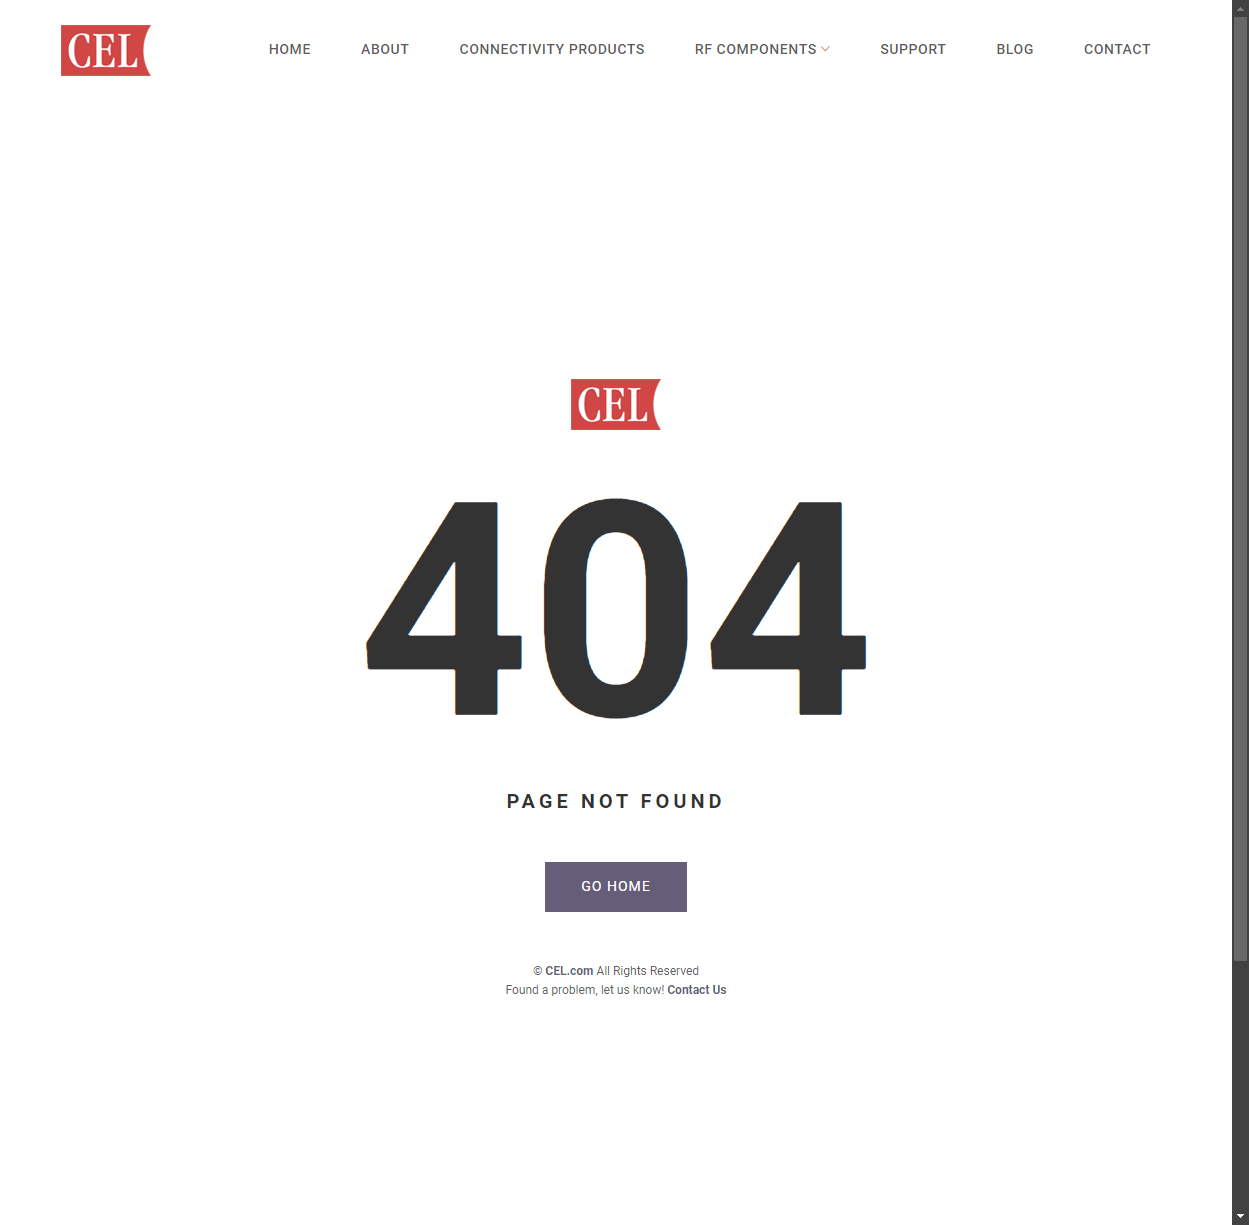 CEL
HOME ABOUT CONNECTIVITY PRODUCTS RF COMPONENTS SUPPORT BLOG CONTACT
CEL
404
PAGE NOT FOUND
GO HOME
© CEL.com All Rights Reserved
Found a problem, let us know! Contact Us